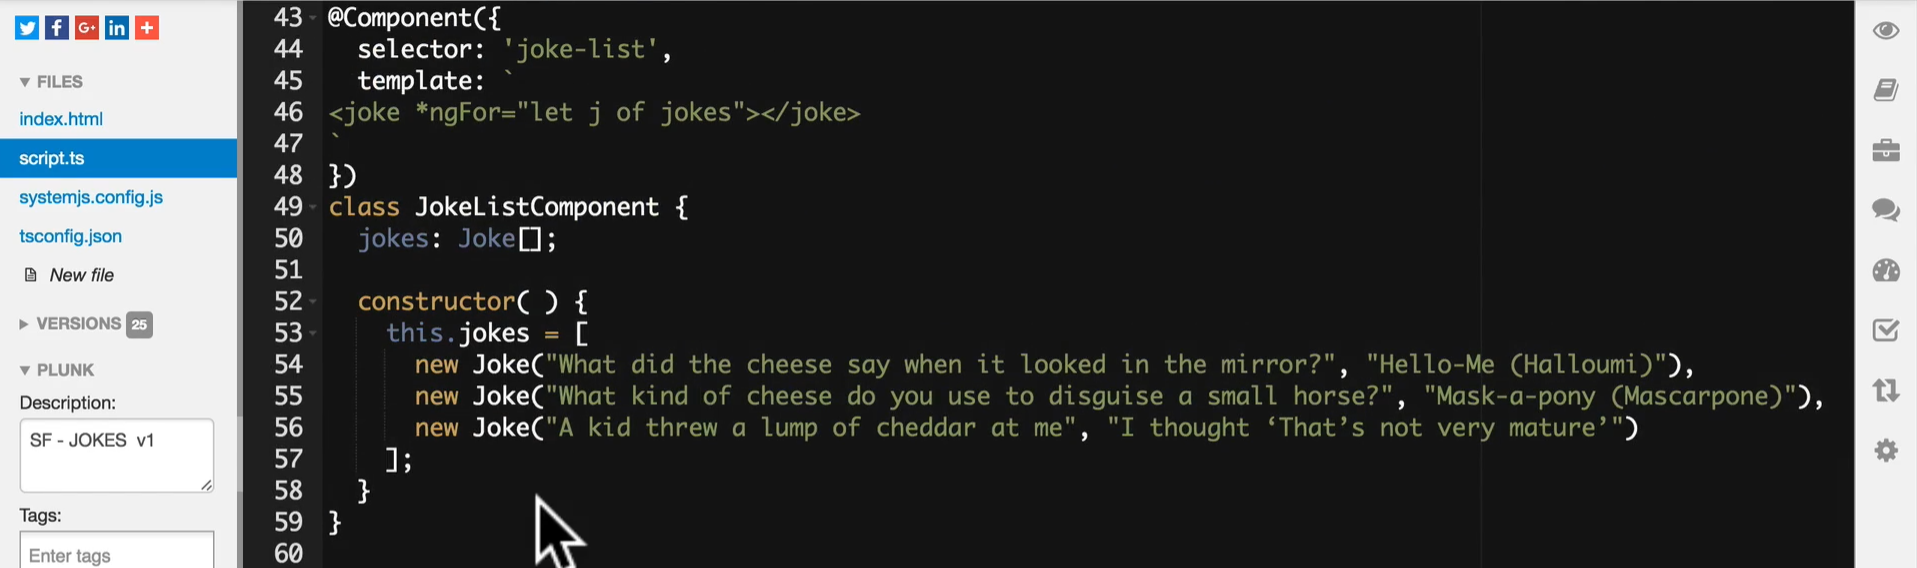 FILES
index.html
script.ts
systemjs.config.js
tsconfig.json
New file
VERSIONS 25
PLUNK
Description:
SF - JOKES v1
Tags:
Enter tags
43 @Component({
44   selector: 'joke-list',
45   template: `
46 <joke *ngFor="let j of jokes"></joke>
47 `
48 })
49 class JokeListComponent {
50   jokes: Joke[];
51
52   constructor( ) {
53     this.jokes = [
54       new Joke("What did the cheese say when it looked in the mirror?", "Hello-Me (Halloumi)"),
55       new Joke("What kind of cheese do you use to disguise a small horse?", "Mask-a-pony (Mascarpone)"),
56       new Joke("A kid threw a lump of cheddar at me", "I thought ‘That’s not very mature’")
57     ];
58   }
59 }
60